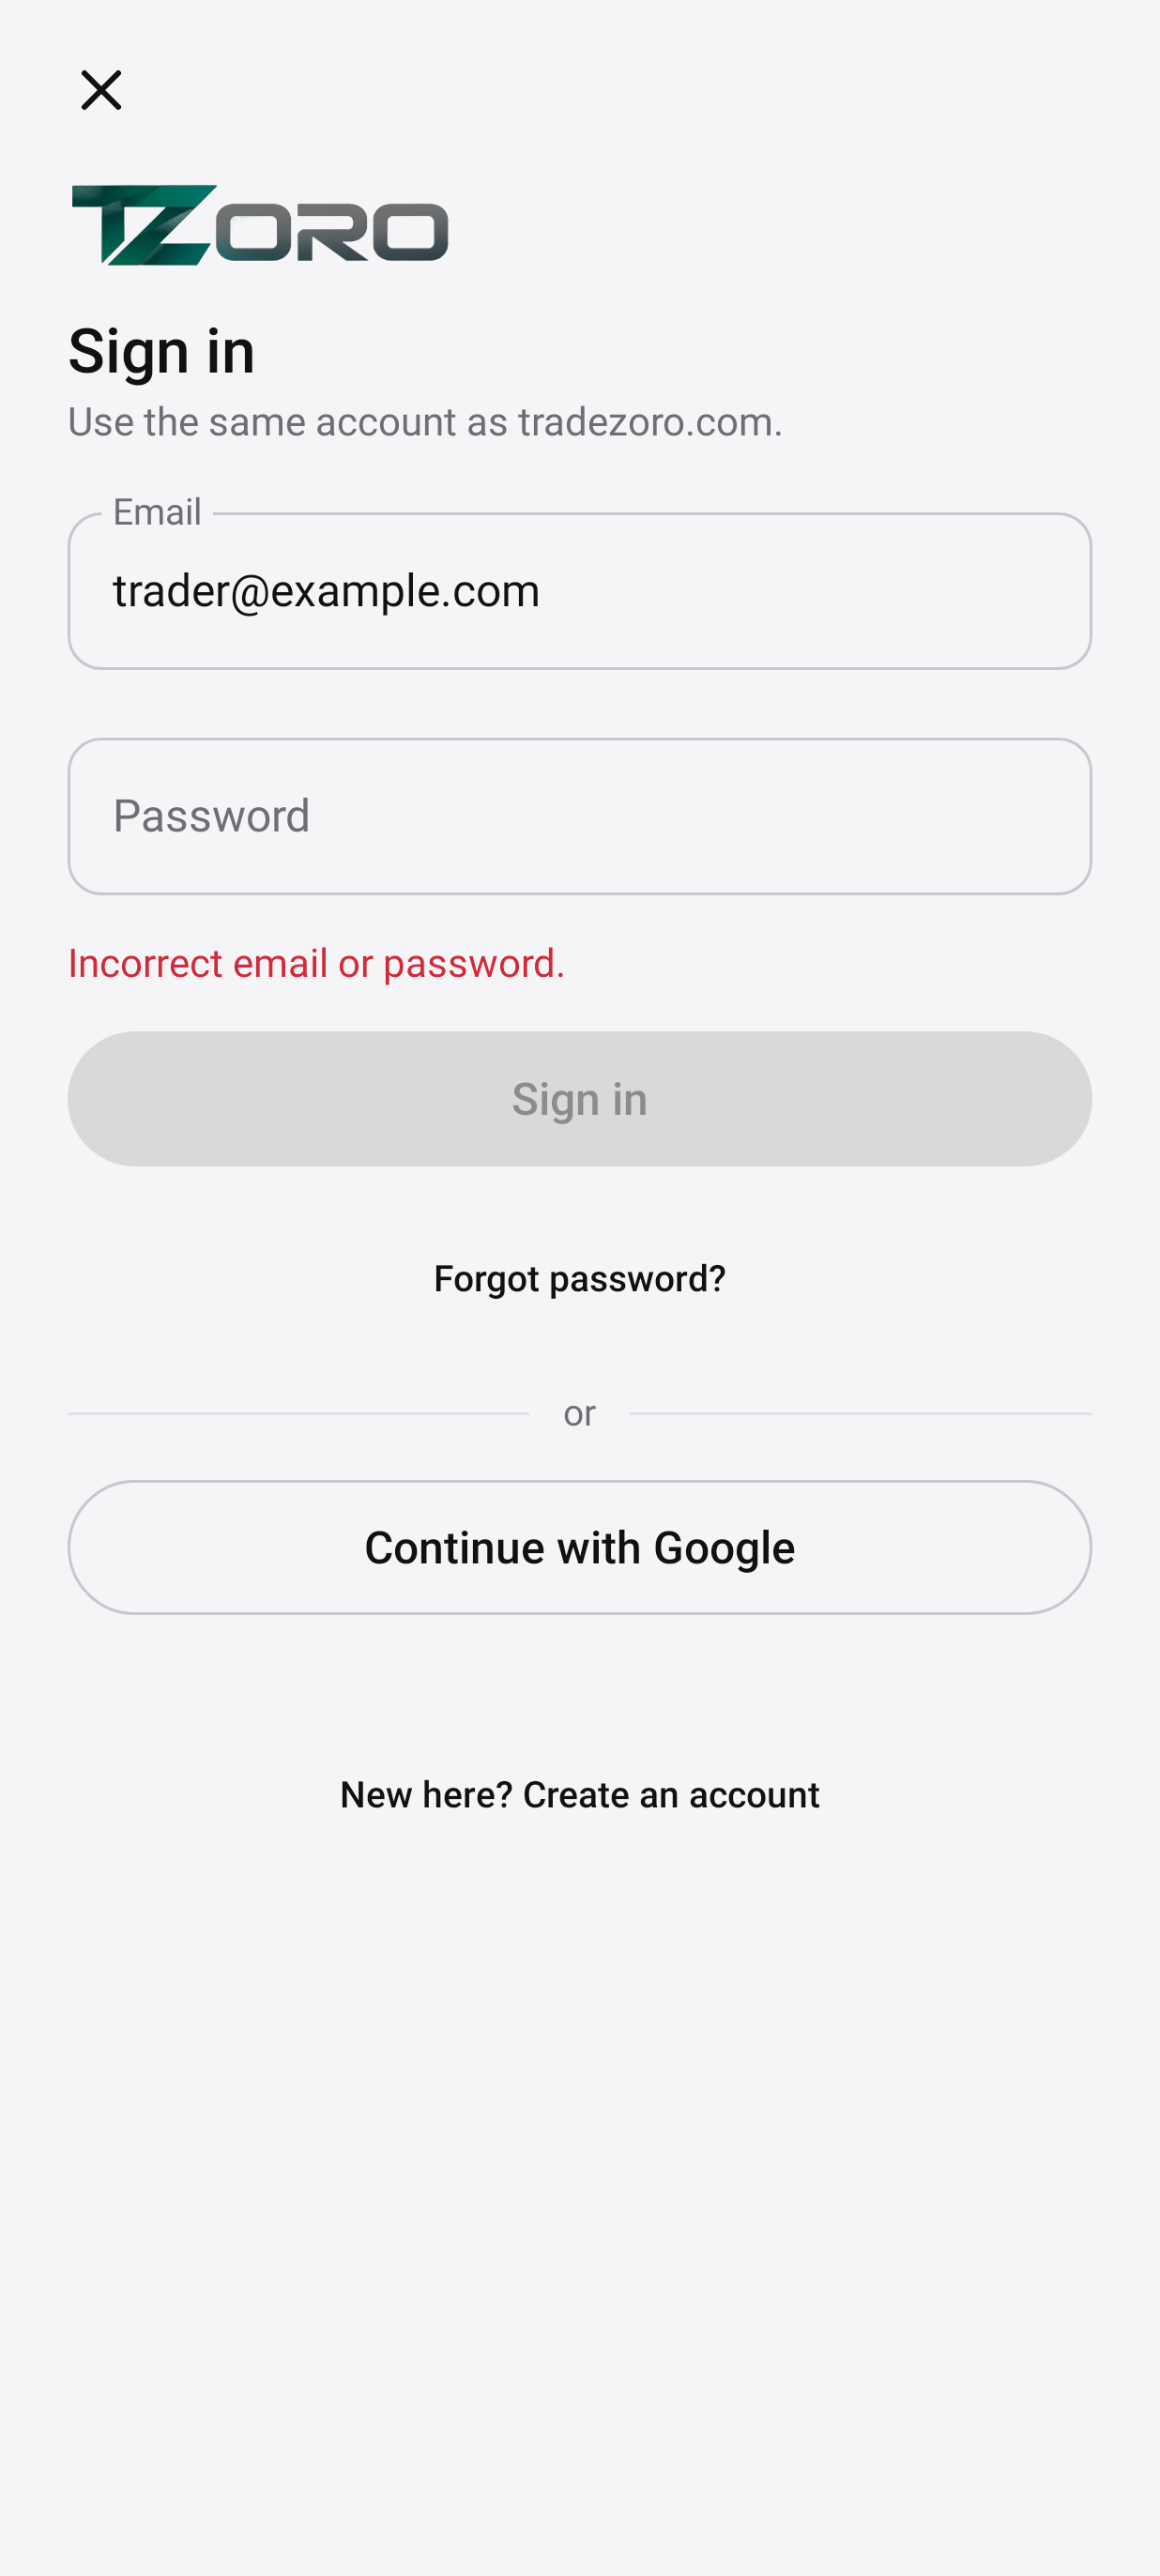 TZORO
Sign in
Use the same account as tradezoro.com.
Email
trader@example.com
Password
Incorrect email or password.
Sign in
Forgot password?
or
Continue with Google
New here? Create an account